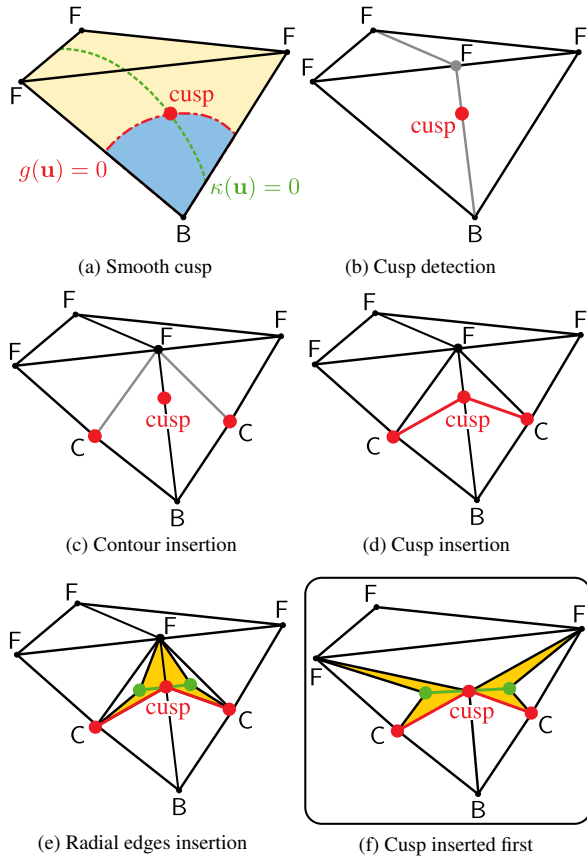 F
F
F
cusp
g(u) = 0
κ(u) = 0
B
(a) Smooth cusp
F
F
F
F
cusp
B
(b) Cusp detection
F
F
F
F
cusp
C
C
B
(c) Contour insertion
F
F
F
F
cusp
C
C
B
(d) Cusp insertion
F
F
F
F
cusp
C
C
B
(e) Radial edges insertion
F
F
F
cusp
C
C
B
(f) Cusp inserted first